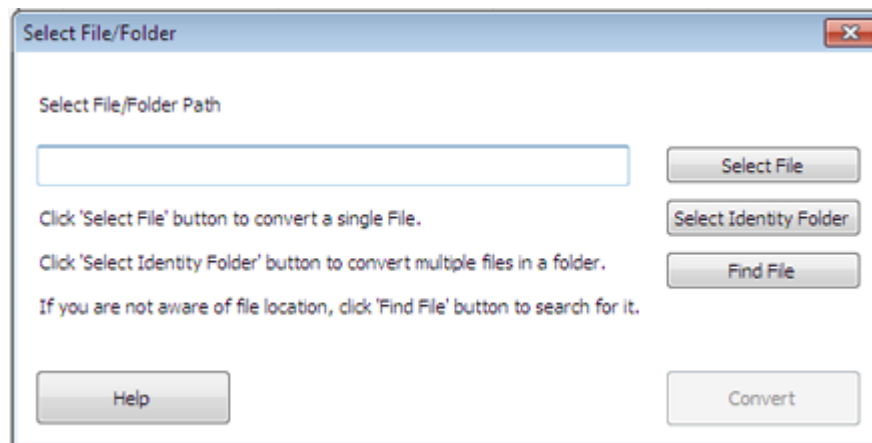 Select File/Folder
Select File/Folder Path
Select File
Click 'Select File' button to convert a single File.
Select Identity Folder
Click 'Select Identity Folder' button to convert multiple files in a folder.
Find File
If you are not aware of file location, click 'Find File' button to search for it.
Help
Convert